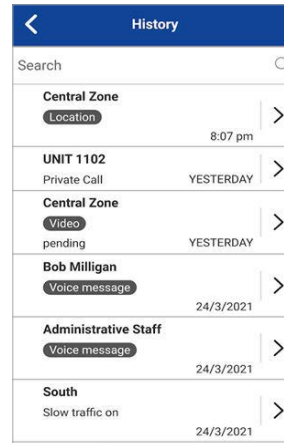 History
Search
Central Zone
Location
8:07 pm
UNIT 1102
Private Call YESTERDAY
Central Zone
Video
pending YESTERDAY
Bob Milligan
Voice message
24/3/2021
Administrative Staff
Voice message
24/3/2021
South
Slow traffic on
24/3/2021